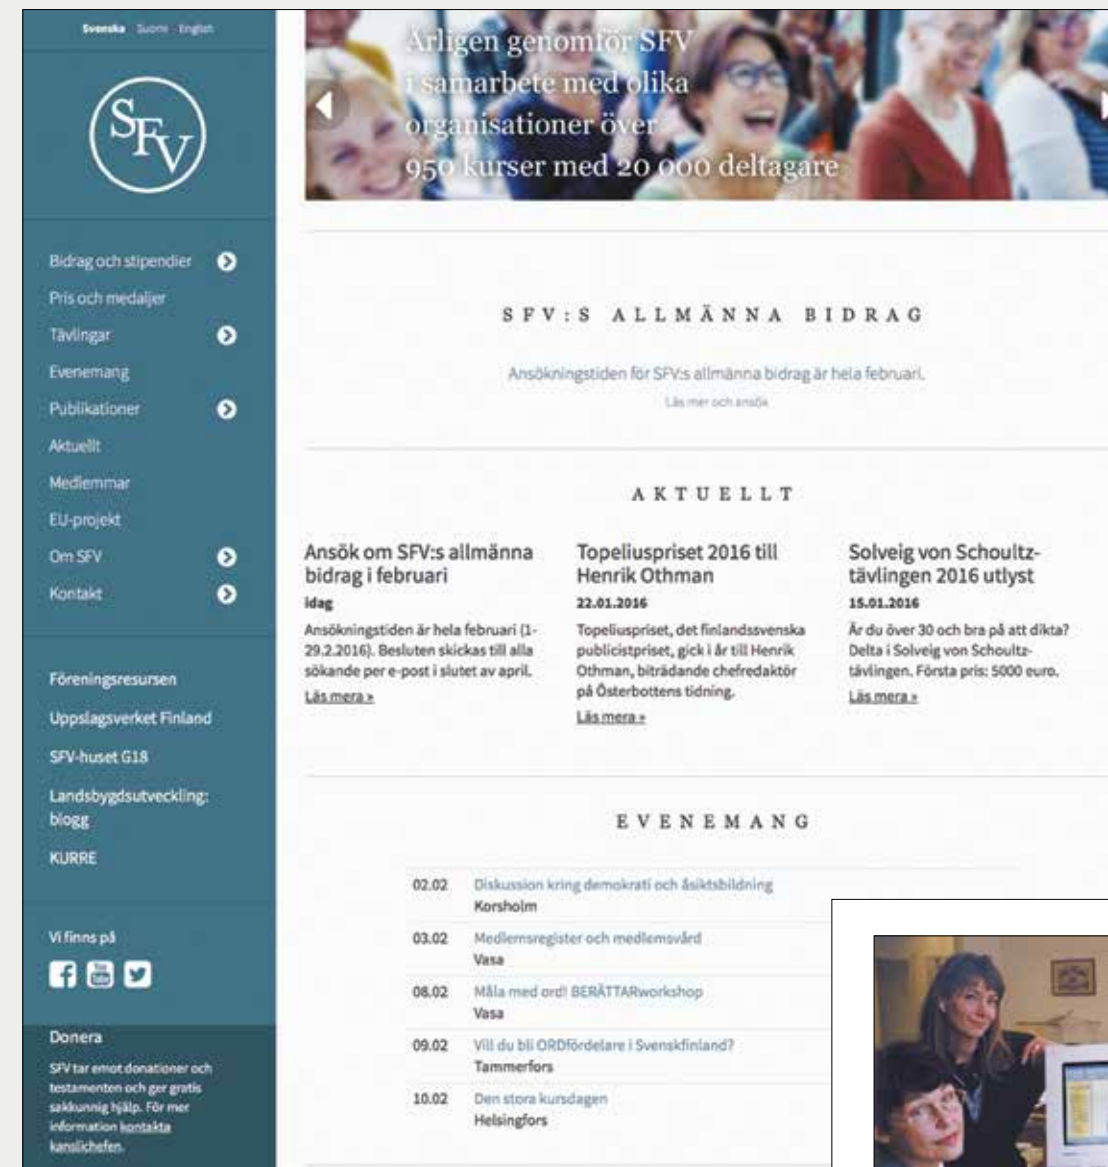 Svenska Suomi English
SFV
Bidrag och stipendier
Pris och medaljer
Tävlingar
Evenemang
Publikationer
Aktuellt
Medlemmar
EU-projekt
Om SFV
Kontakt
Föreningsresursen
Uppslagsverket Finland
SFV-huset G18
Landsbygdsutveckling:
blogg
KURRE
Vi finns på
You Tube
Donera
SFV tar emot donationer och
testamenten och ger gratis
sakkunnig hjälp. För mer
information kontakta
kanslichefen.
Årligen genomför SFV
i samarbete med olika
organisationer över
950 kurser med 20 000 deltagare
SFV:S ALLMÄNNA BIDRAG
Ansökningstiden för SFV:s allmänna bidrag är hela februari.
Läs mer och ansök
AKTUELLT
Ansök om SFV:s allmänna
bidrag i februari
idag
Ansökningstiden är hela februari (1-
29.2.2016). Besluten skickas till alla
sökande per e-post i slutet av april.
Läs mera »
Topeliuspriset 2016 till
Henrik Othman
22.01.2016
Topeliuspriset, det finlandssvenska
publicistpriset, gick i år till Henrik
Othman, biträdande chefredaktör
på Österbottens tidning.
Läs mera »
Solveig von Schoultz-
tävlingen 2016 utlyst
15.01.2016
Är du över 30 och bra på att dikta?
Delta i Solveig von Schoultz-
tävlingen. Första pris: 5000 euro.
Läs mera »
EVENEMANG
02.02 Diskussion kring demokrati och åsiktsbildning
Korsholm
03.02 Medlemsregister och medlemsvård
Vasa
08.02 Måla med ord! BERÄTTARworkshop
Vasa
09.02 Vill du bli ORDfördelare i Svenskfinland?
Tammerfors
10.02 Den stora kursdagen
Helsingfors